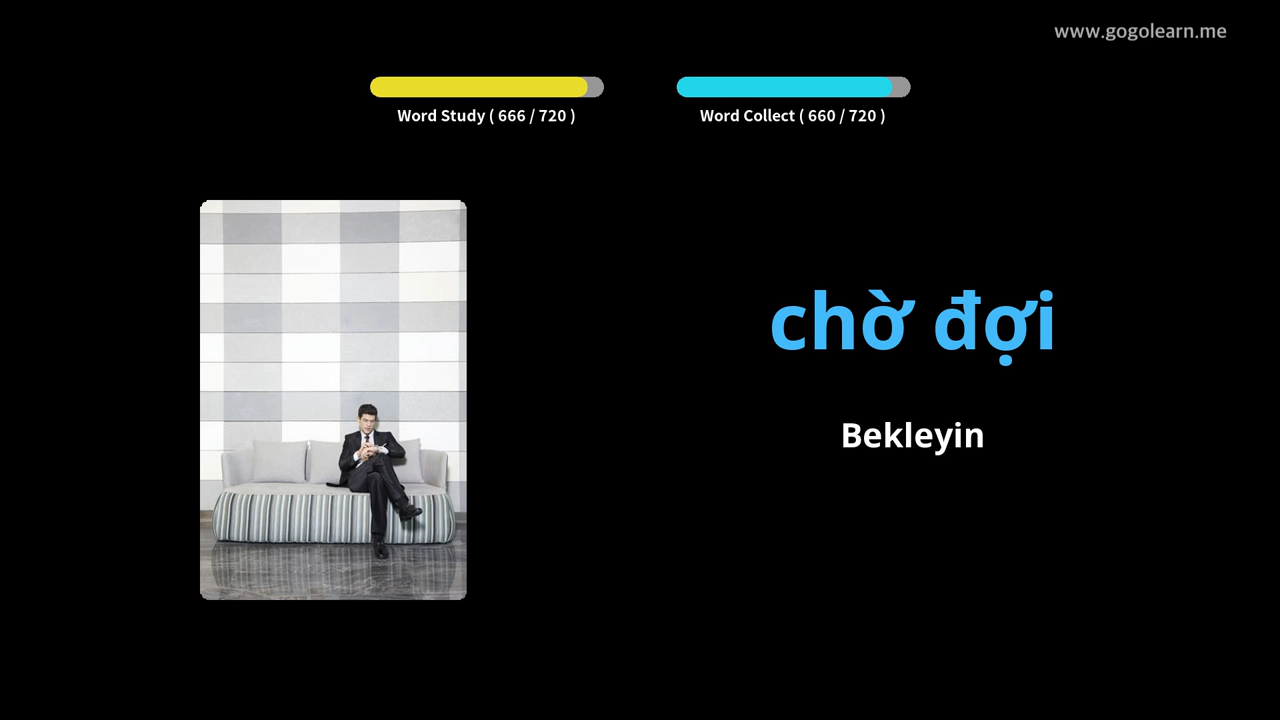 www.gogolearn.me
Word Study ( 666 / 720 )
Word Collect ( 660 / 720 )
chờ đợi
Bekleyin